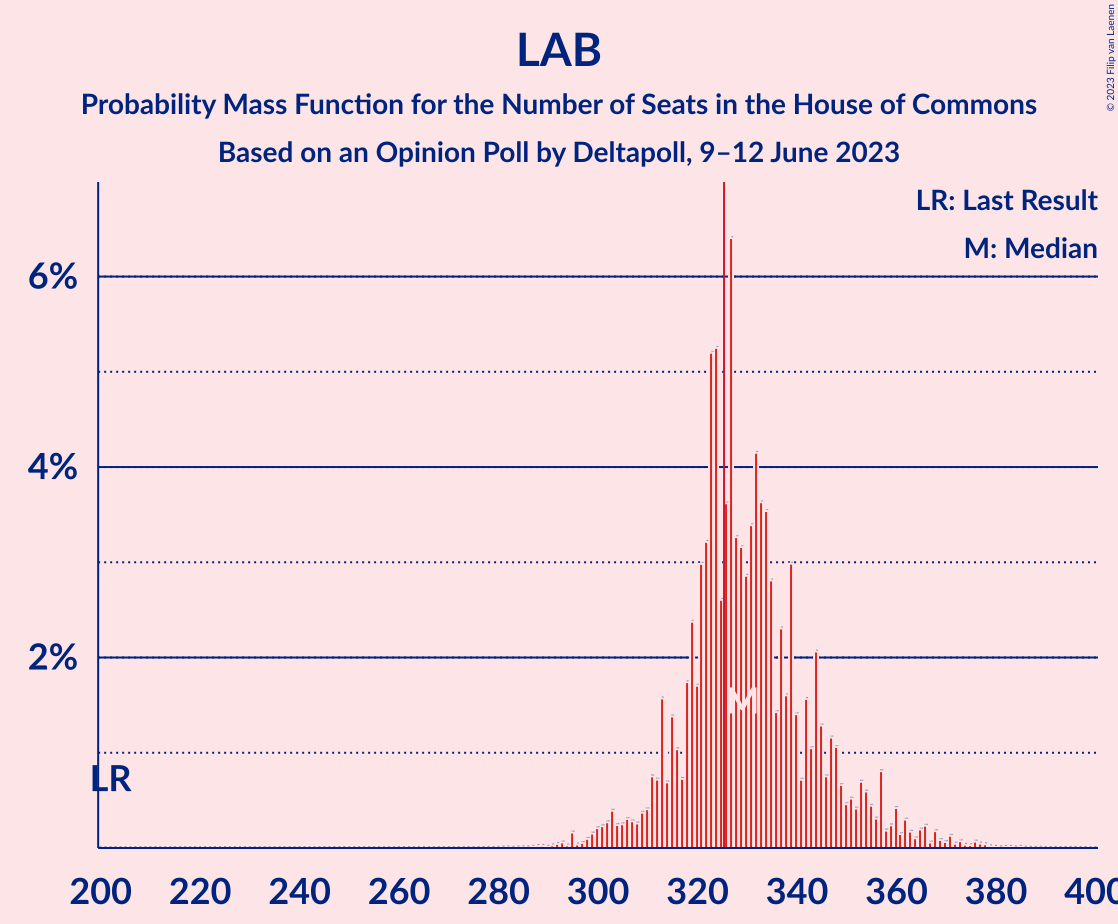 LAB
Probability Mass Function for the Number of Seats in the House of Commons
Based on an Opinion Poll by Deltapoll, 9–12 June 2023
© 2023 Filip van Laenen
LR: Last Result
M: Median
6%
4%
2%
M
LR
200 220 240 260 280 300 320 340 360 380 400